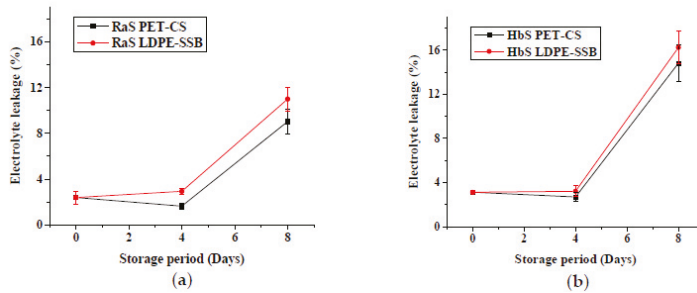 RaS PET-CS
RaS LDPE-SSB
Electrolyte leakage (%)
16
12
8
4
0
0 2 4 6 8
Storage period (Days)
(a)
HbS PET-CS
HbS LDPE-SSB
Electrolyte leakage (%)
16
12
8
4
0
0 2 4 6 8
Storage period (Days)
(b)